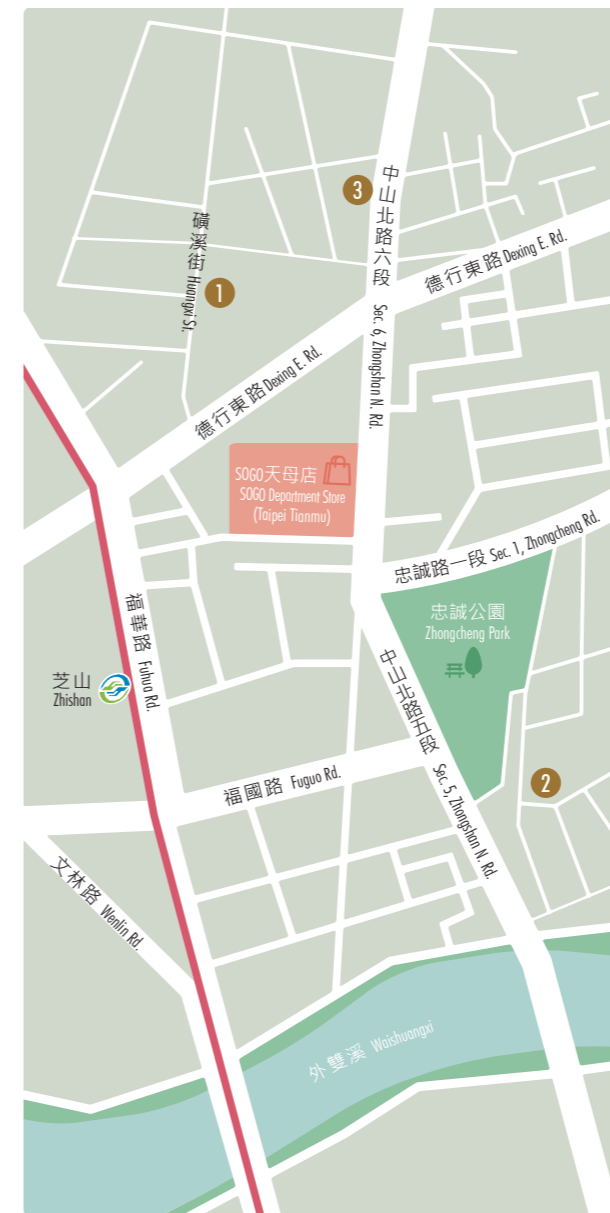 3
中山北路六段 Sec. 6, Zhongshan N. Rd.
磺溪街 Huangxi St.
1
德行東路 Dexing E. Rd.
德行東路 Dexing E. Rd.
SOGO天母店
SOGO Department Store
(Taipei Tianmu)
忠誠路一段 Sec. 1, Zhongcheng Rd.
忠誠公園
Zhongcheng Park
福華路 Fuhua Rd.
芝山
Zhishan
中山北路五段 Sec. 5, Zhongshan N. Rd.
福國路 Fuguo Rd.
2
文林路 Wenlin Rd.
外雙溪 Waishuangxi